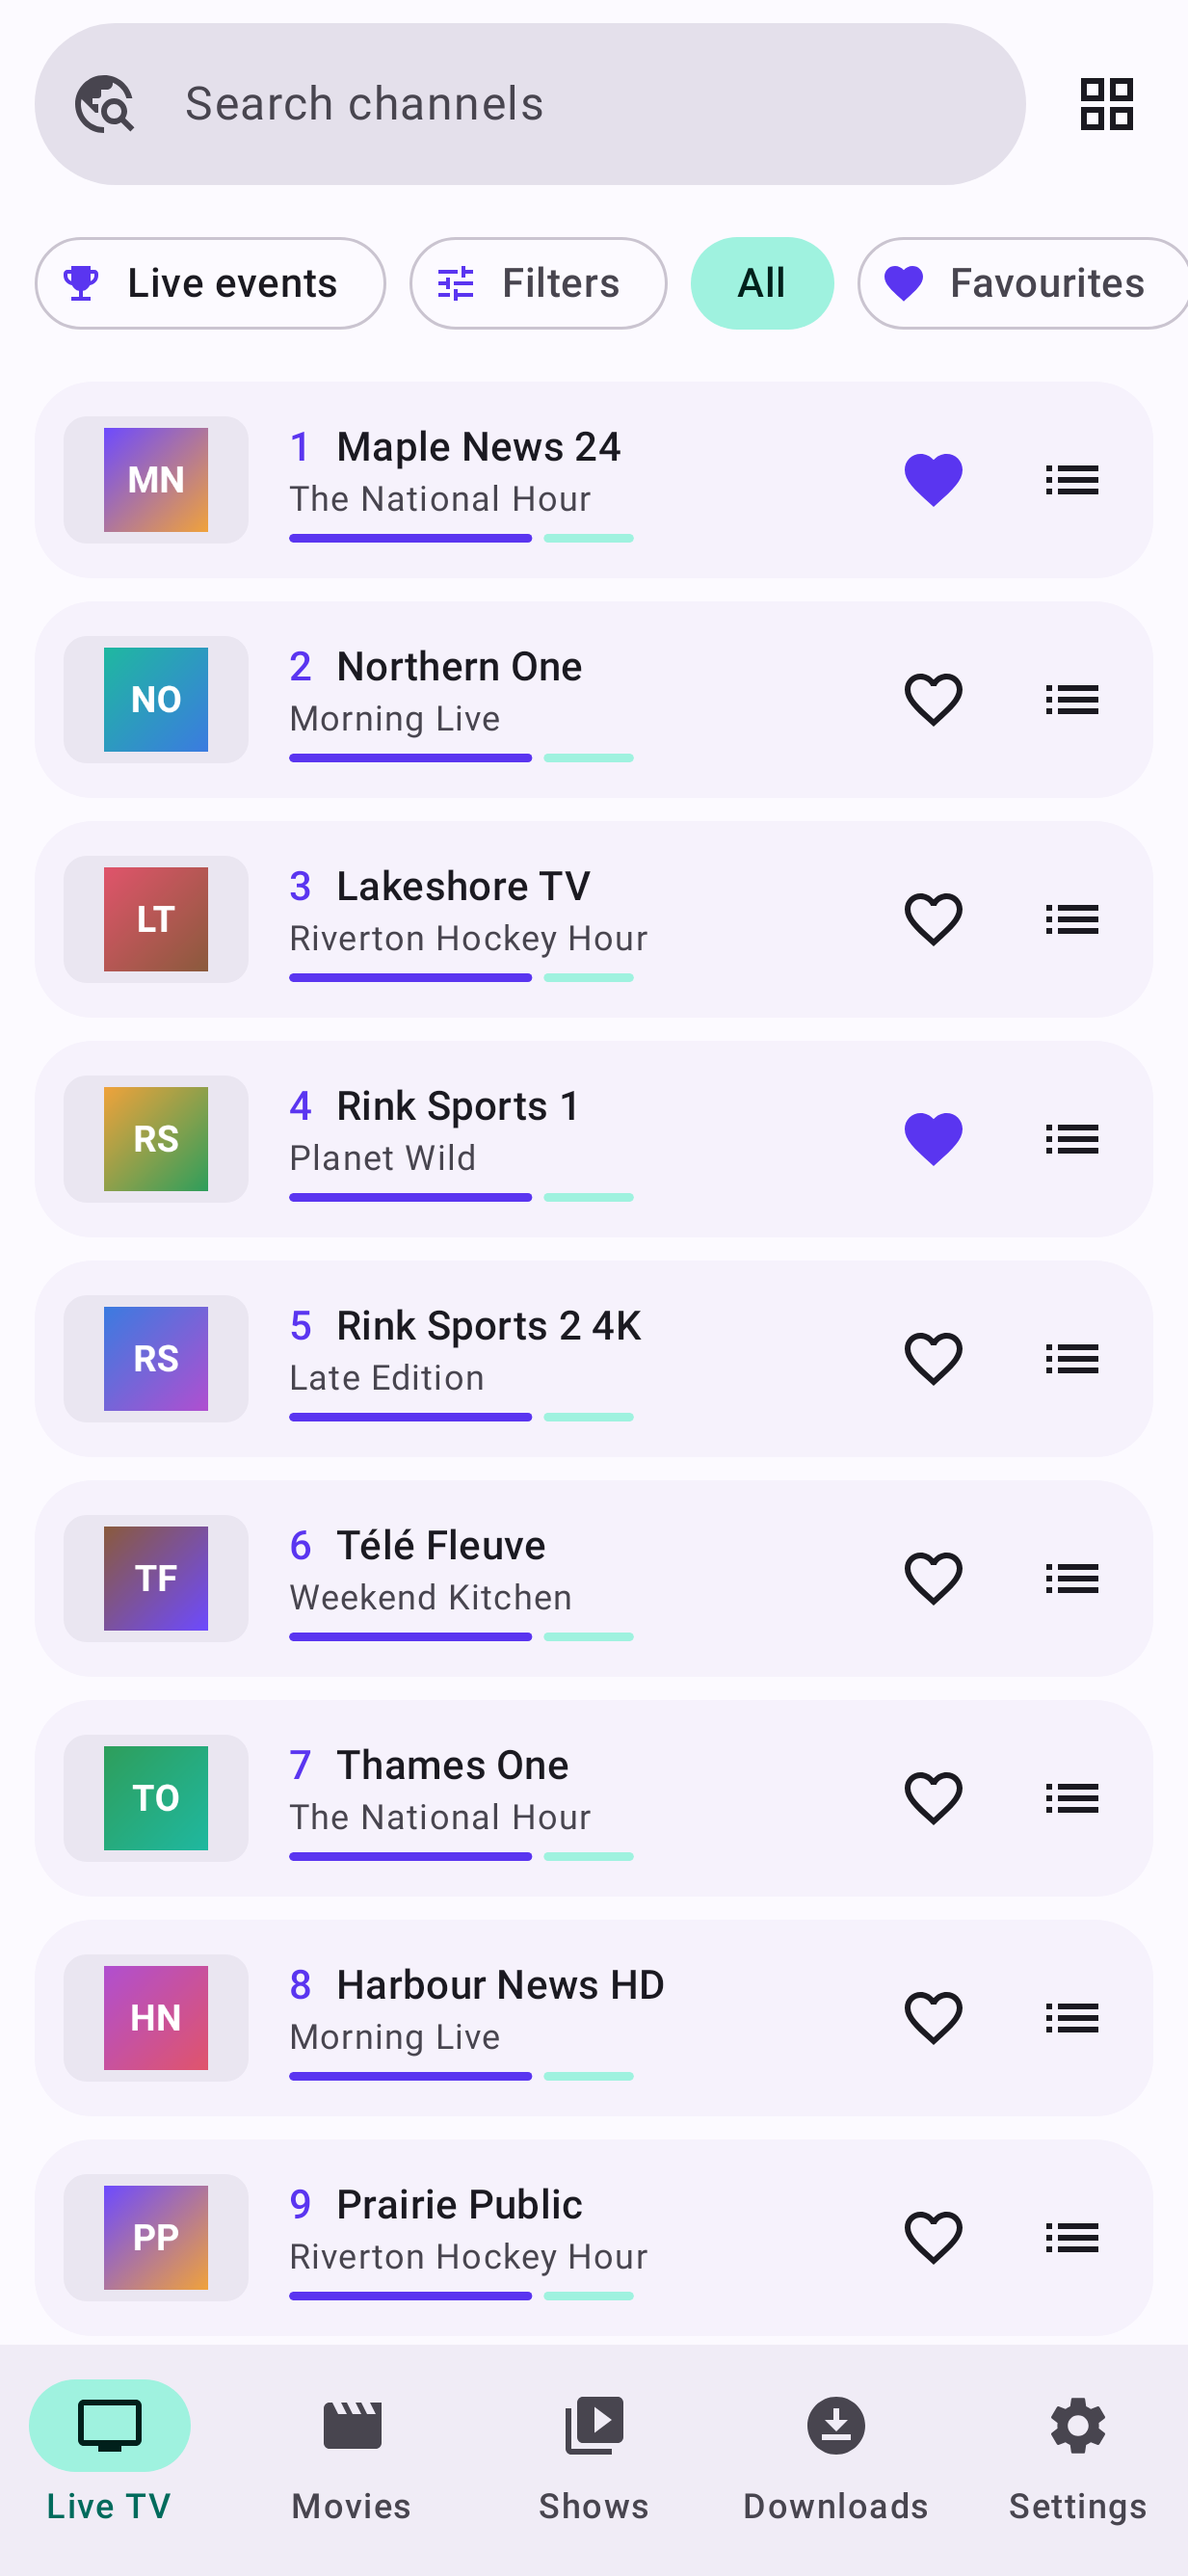 Search channels
Live events
Filters
All
Favourites
MN
1 Maple News 24
The National Hour
NO
2 Northern One
Morning Live
LT
3 Lakeshore TV
Riverton Hockey Hour
RS
4 Rink Sports 1
Planet Wild
RS
5 Rink Sports 2 4K
Late Edition
TF
6 Télé Fleuve
Weekend Kitchen
TO
7 Thames One
The National Hour
HN
8 Harbour News HD
Morning Live
PP
9 Prairie Public
Riverton Hockey Hour
Live TV
Movies
Shows
Downloads
Settings